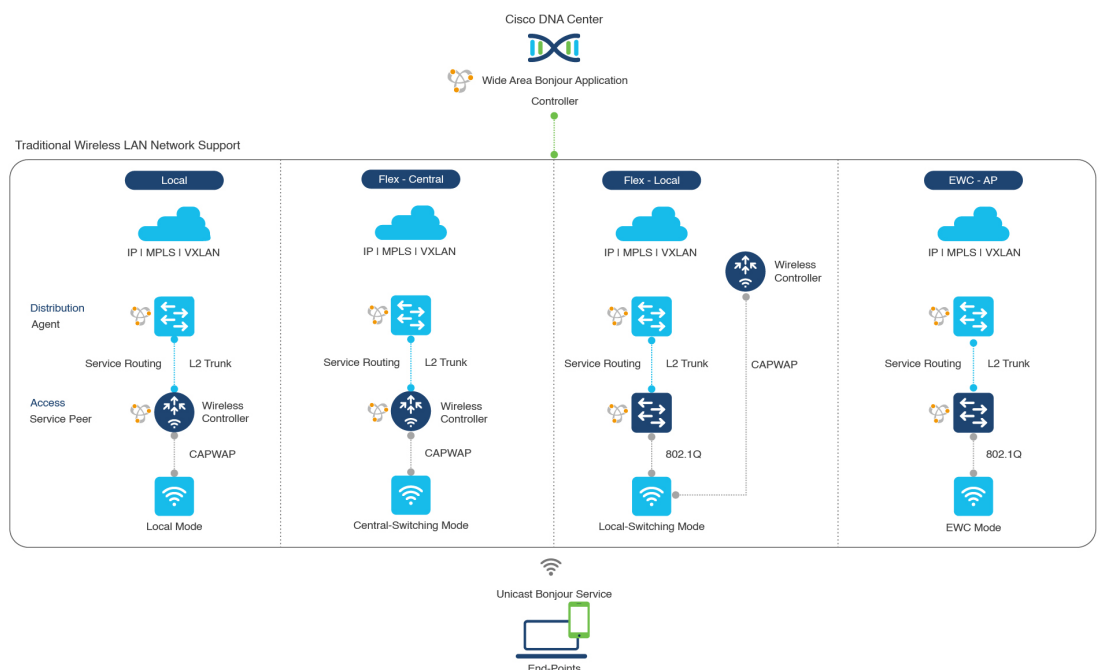 Cisco DNA Center
Wide Area Bonjour Application
Controller
Traditional Wireless LAN Network Support
Local
Flex - Central
Flex - Local
EWC - AP
IP | MPLS | VXLAN
IP | MPLS | VXLAN
IP | MPLS | VXLAN
IP | MPLS | VXLAN
Wireless
Controller
Distribution
Agent
Service Routing
L2 Trunk
Service Routing
L2 Trunk
Service Routing
L2 Trunk
CAPWAP
Service Routing
L2 Trunk
Access
Service Peer
Wireless
Controller
Wireless
Controller
CAPWAP
CAPWAP
802.1Q
802.1Q
Local Mode
Central-Switching Mode
Local-Switching Mode
EWC Mode
Unicast Bonjour Service
End-Points